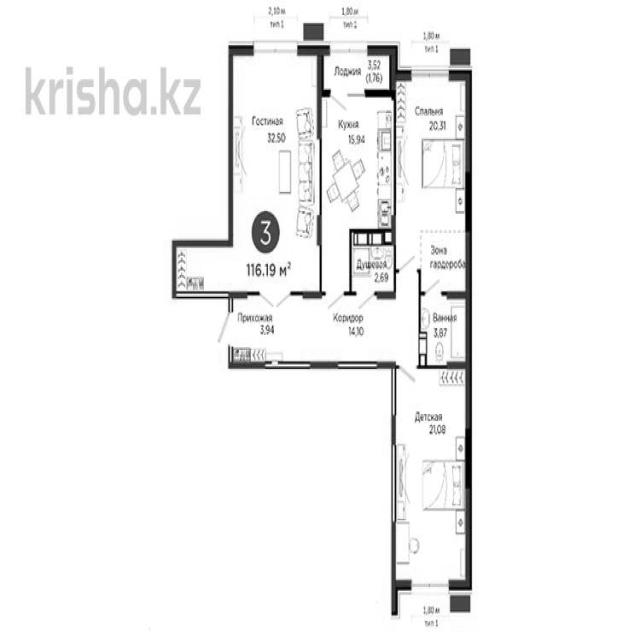 2,10 м
тип 1
1,80 м
тип 1
1,80 м
тип 1
krisha.kz
Лоджия
3,52
(1,76)
Гостиная
32.50
Кухня
15,94
Спальня
20,31
3
116.19 м²
Душевая
2,69
Зона
гардероба
Прихожая
3,94
Коридор
14,10
Ванная
3,87
Детская
21,08
1,80 м
тип 1